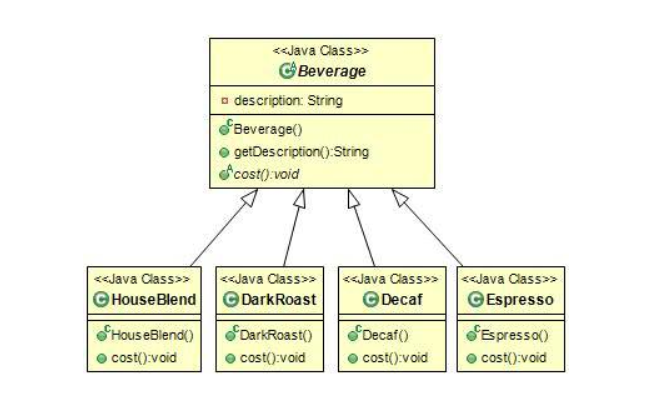 <<Java Class>>
Beverage
description: String
Beverage()
getDescription():String
cost():void
<<Java Class>>
HouseBlend
HouseBlend()
cost():void
<<Java Class>>
DarkRoast
DarkRoast()
cost():void
<<Java Class>>
Decaf
Decaf()
cost():void
<<Java Class>>
Espresso
Espresso()
cost():void